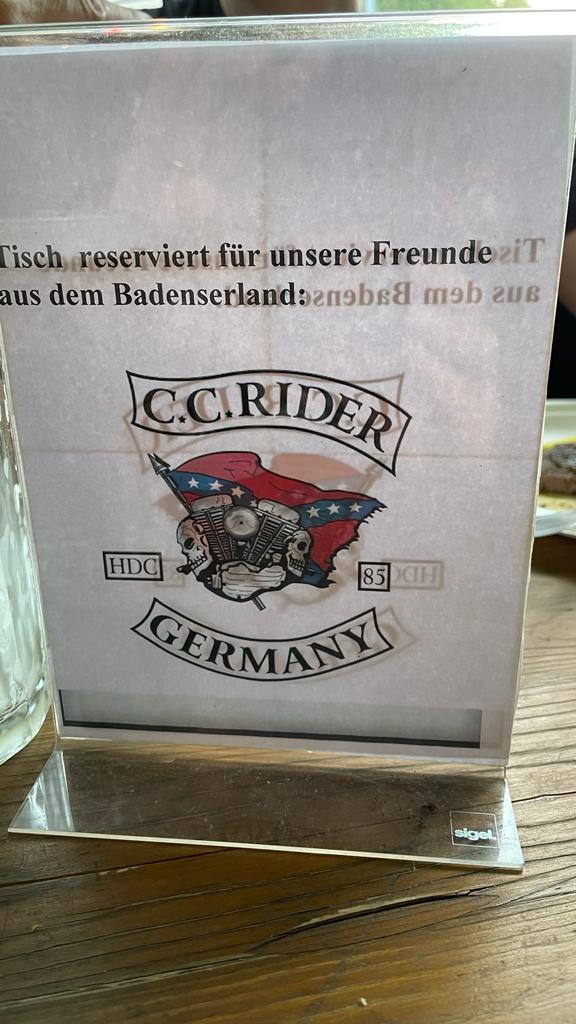 Tisch reserviert für unsere Freunde
aus dem Badenserland:
C.C.RIDER
HDC
85
GERMANY
sigel.